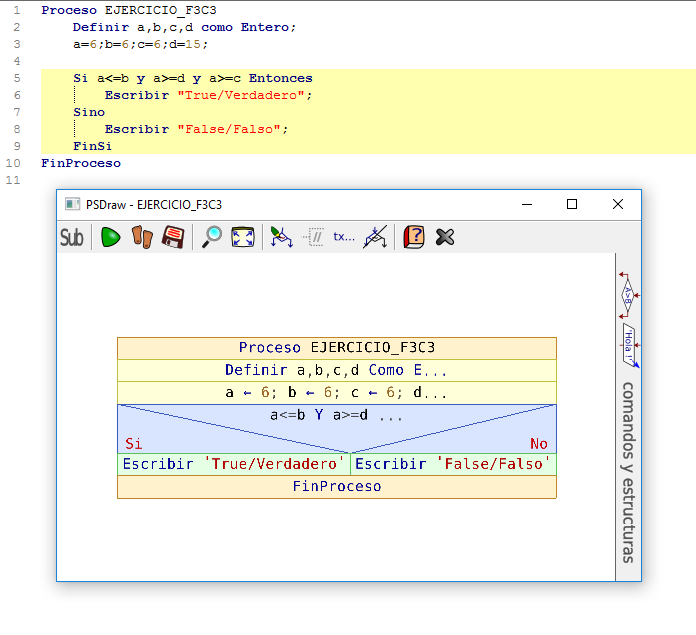 1 Proceso EJERCICIO_F3C3
2 Definir a,b,c,d como Entero;
3 a=6;b=6;c=6;d=15;
4
5 Si a<=b y a>=d y a>=c Entonces
6 Escribir "True/Verdadero";
7 Sino
8 Escribir "False/Falso";
9 FinSi
10 FinProceso
11
PSDraw - EJERCICIO_F3C3
Sub
tx...
Proceso EJERCICIO_F3C3
Definir a,b,c,d Como E...
a ← 6; b ← 6; c ← 6; d...
a<=b Y a>=d ...
Si No
Escribir 'True/Verdadero' Escribir 'False/Falso'
FinProceso
A>B
"Hola !"
comandos y estructuras